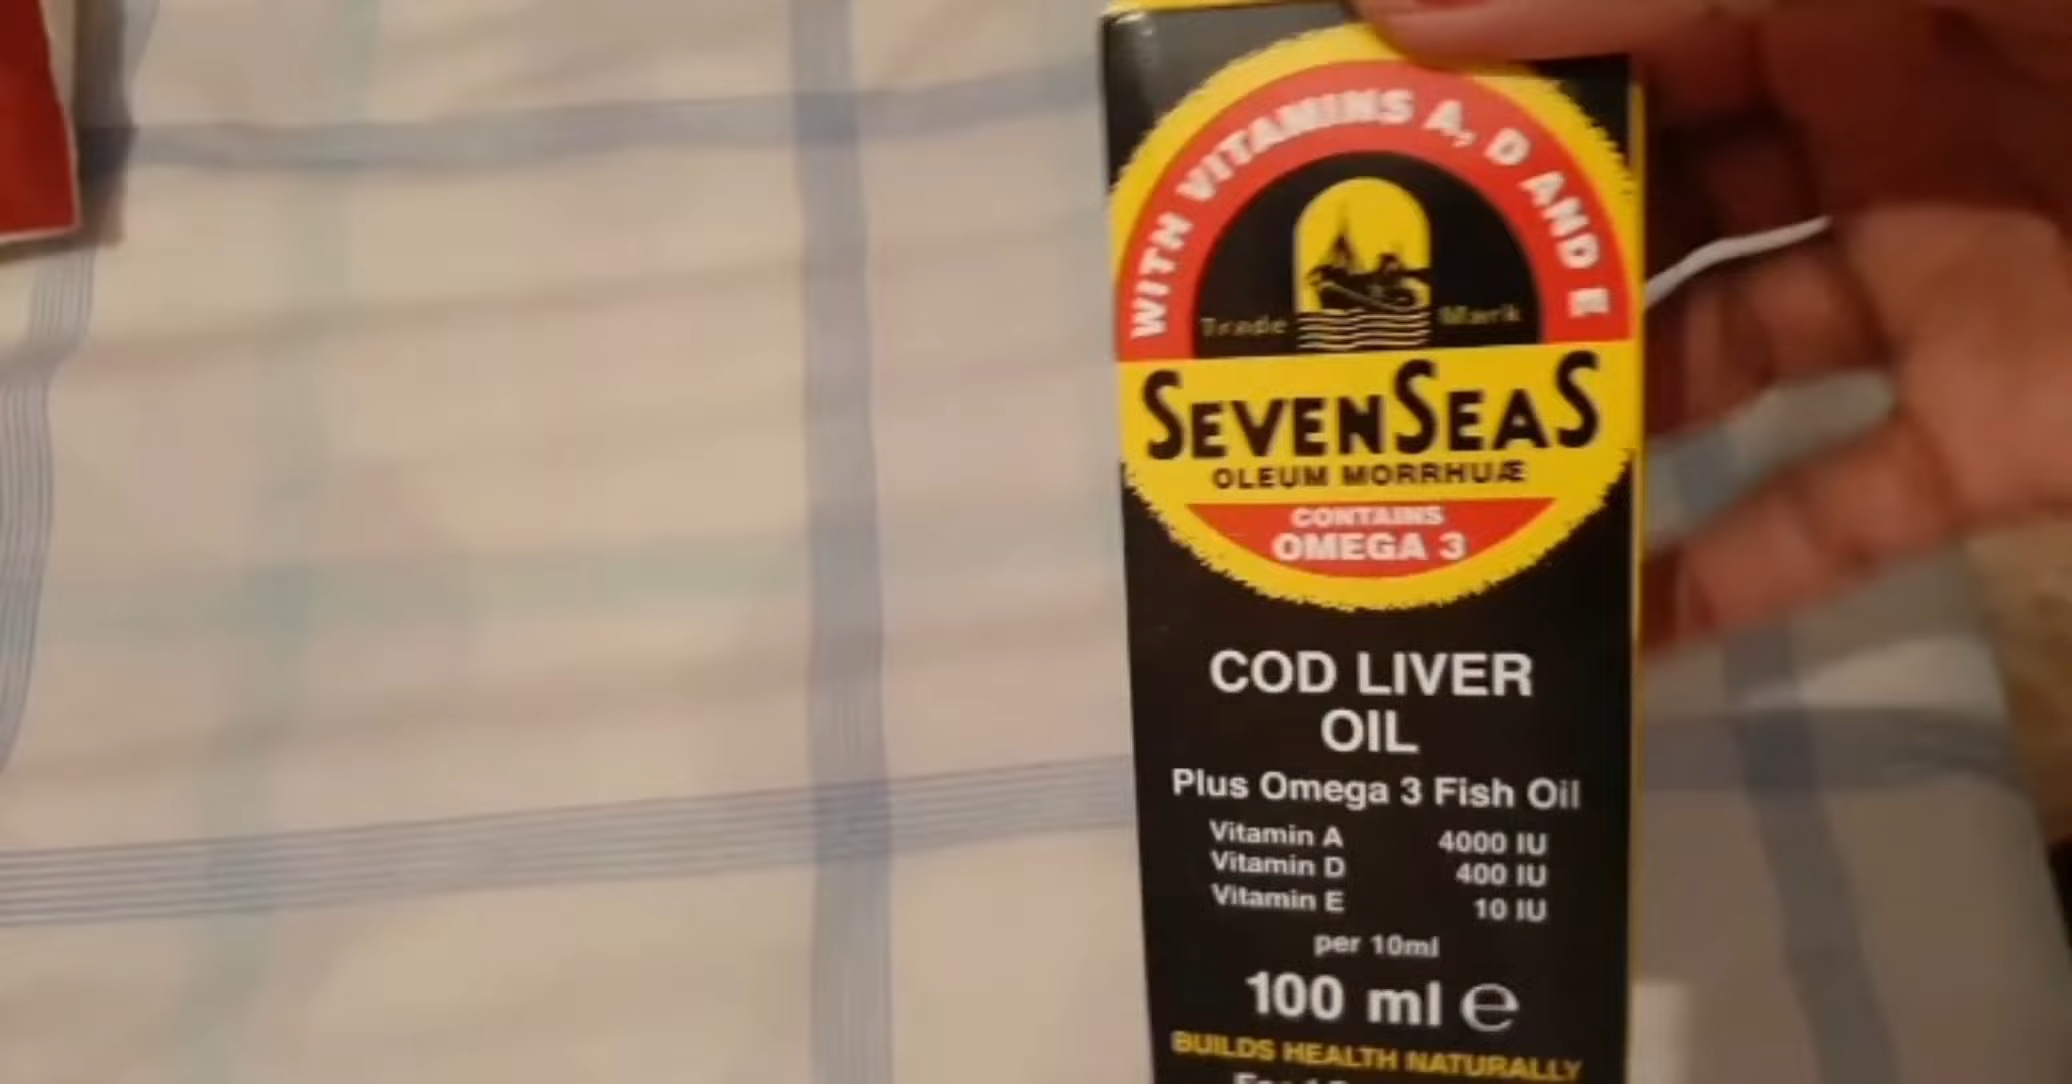 WITH VITAMINS A, D AND E
Trade Mark
SEVENSEAS
OLEUM MORRHUÆ
CONTAINS
OMEGA 3
COD LIVER
OIL
Plus Omega 3 Fish Oil
Vitamin A 4000 IU
Vitamin D 400 IU
Vitamin E 10 IU
per 10ml
100 ml ℮
BUILDS HEALTH NATURALLY